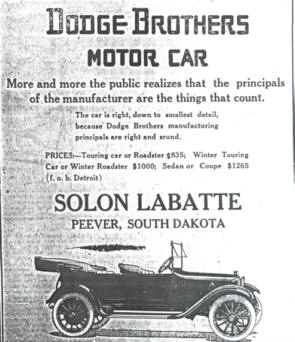 DODGE BROTHERS
MOTOR CAR
More and more the public realizes that the principals
of the manufacturer are the things that count.
The car is right, down to smallest detail,
because Dodge Brothers manufacturing
principals are right and srund.
PRICES:—Touring car or Roadster $835; Winter Touring
Car or Winter Roadster $1000; Sedan or Coupe $1265
(f. o. b. Detroit)
SOLON LABATTE
PEEVER, SOUTH DAKOTA